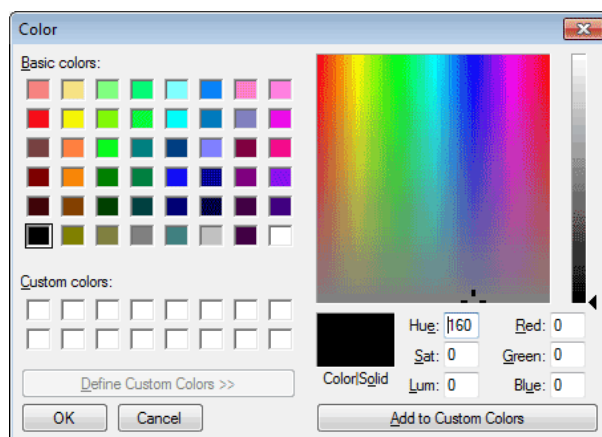 Color
Basic colors:
Custom colors:
Define Custom Colors >>
OK Cancel
Color|Solid
Hue: 160 Red: 0
Sat: 0 Green: 0
Lum: 0 Blue: 0
Add to Custom Colors